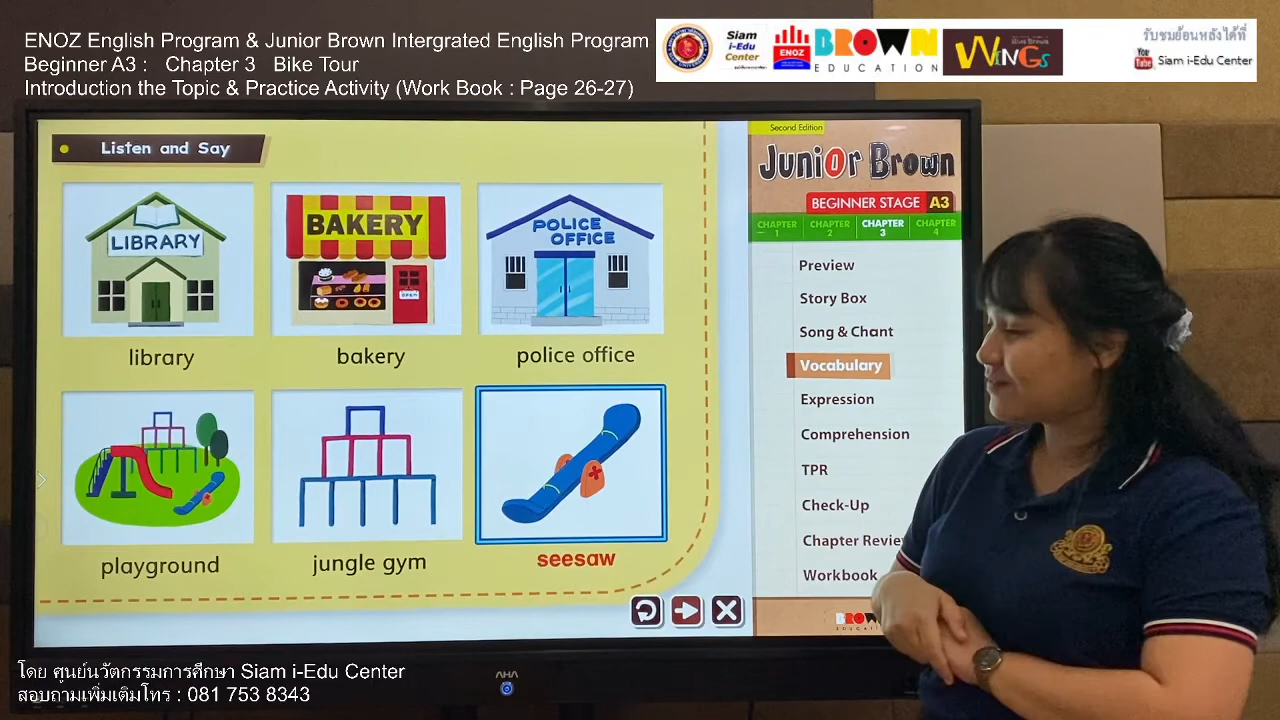 ENOZ English Program & Junior Brown Intergrated English Program
Beginner A3 : Chapter 3 Bike Tour
Introduction the Topic & Practice Activity (Work Book : Page 26-27)
Siam
i-Edu
Center
ENOZ
BROWN
EDUCATION
WiNGs
รับชมย้อนหลังได้ที่
You
Tube
Siam i-Edu Center
Listen and Say
LIBRARY
BAKERY
OPEN
POLICE
OFFICE
library
bakery
police office
playground
jungle gym
seesaw
Second Edition
Junior Brown
BEGINNER STAGE A3
CHAPTER 1
CHAPTER 2
CHAPTER 3
CHAPTER 4
Preview
Story Box
Song & Chant
Vocabulary
Expression
Comprehension
TPR
Check-Up
Chapter
Workbook
AHA
โดย ศูนย์นวัตกรรมการศึกษา Siam i-Edu Center
สอบถามเพิ่มเติมโทร : 081 753 8343